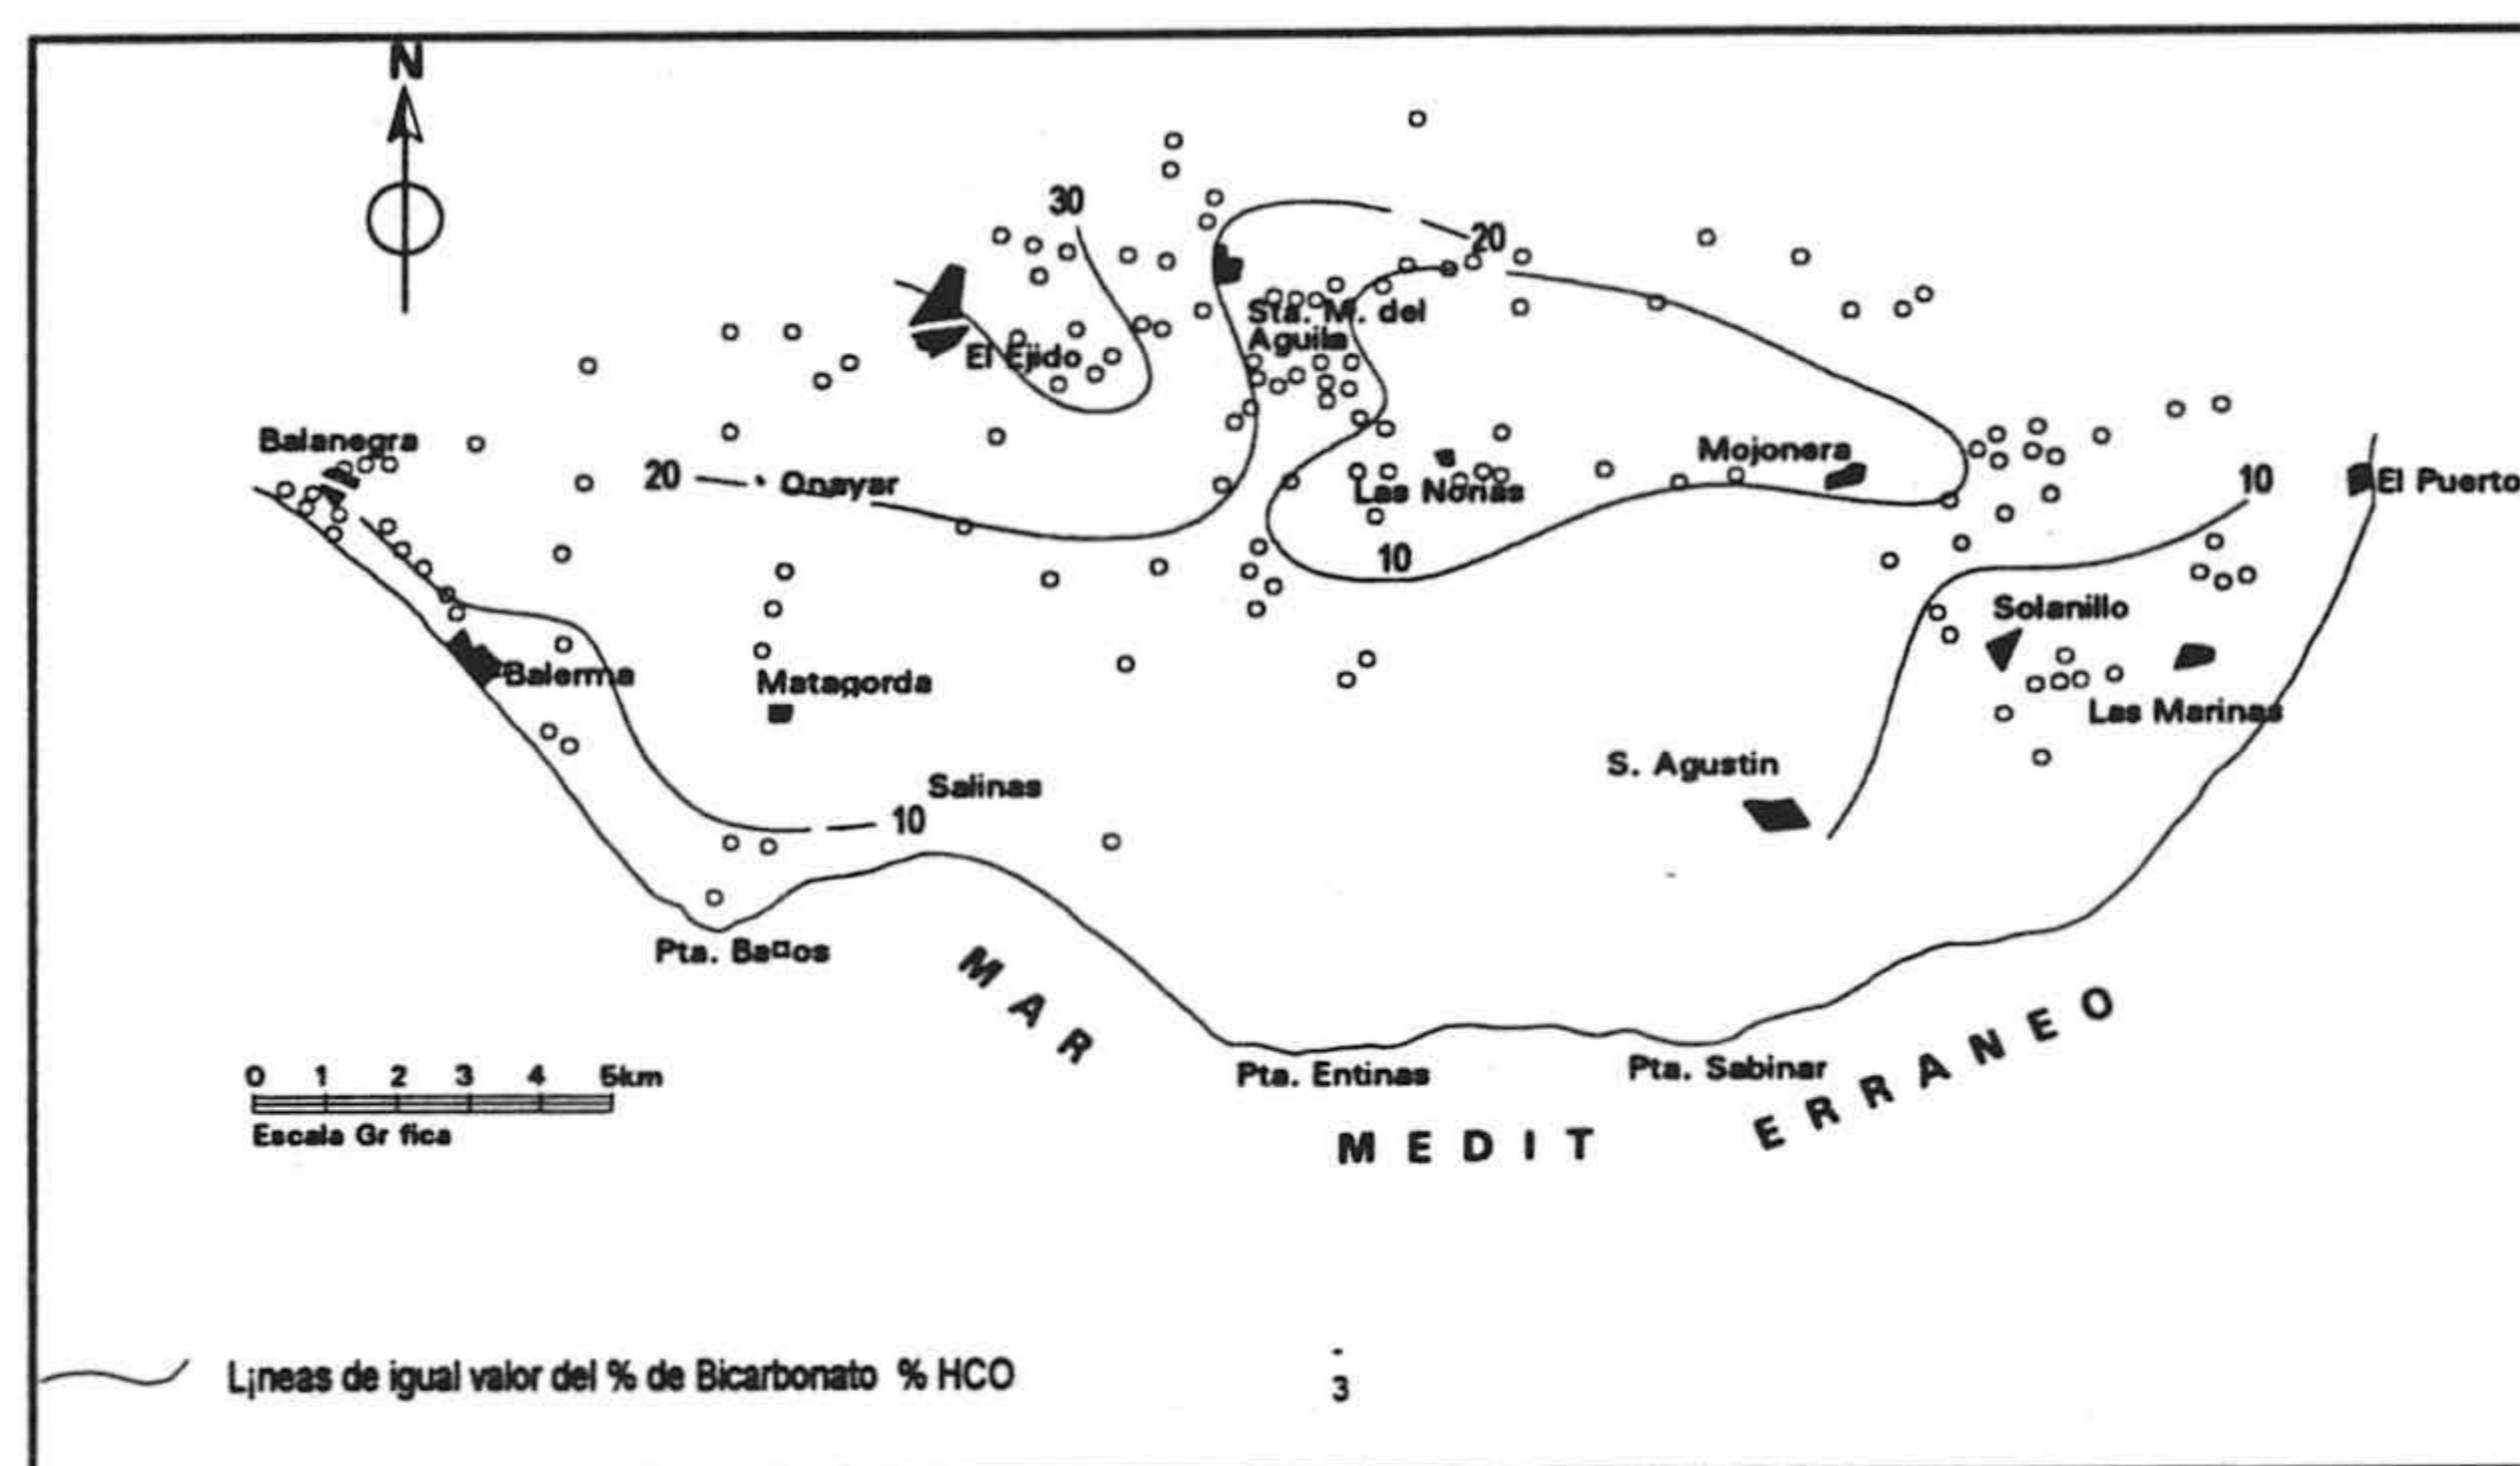 N
30
20
Sta. M. del
Aguila
El Ejido
Balanegra
20
Onayar
Mojonera
Las Norias
10
El Puerto
10
Solanillo
Balerma
Matagorda
Las Marinas
S. Agustin
Salinas
10
Pta. Ba¤os
MAR
Pta. Entinas
Pta. Sabinar
MEDIT ERRANEO
0 1 2 3 4 5km
Escala Gr fica
L¡neas de igual valor del % de Bicarbonato % HCO
-
3